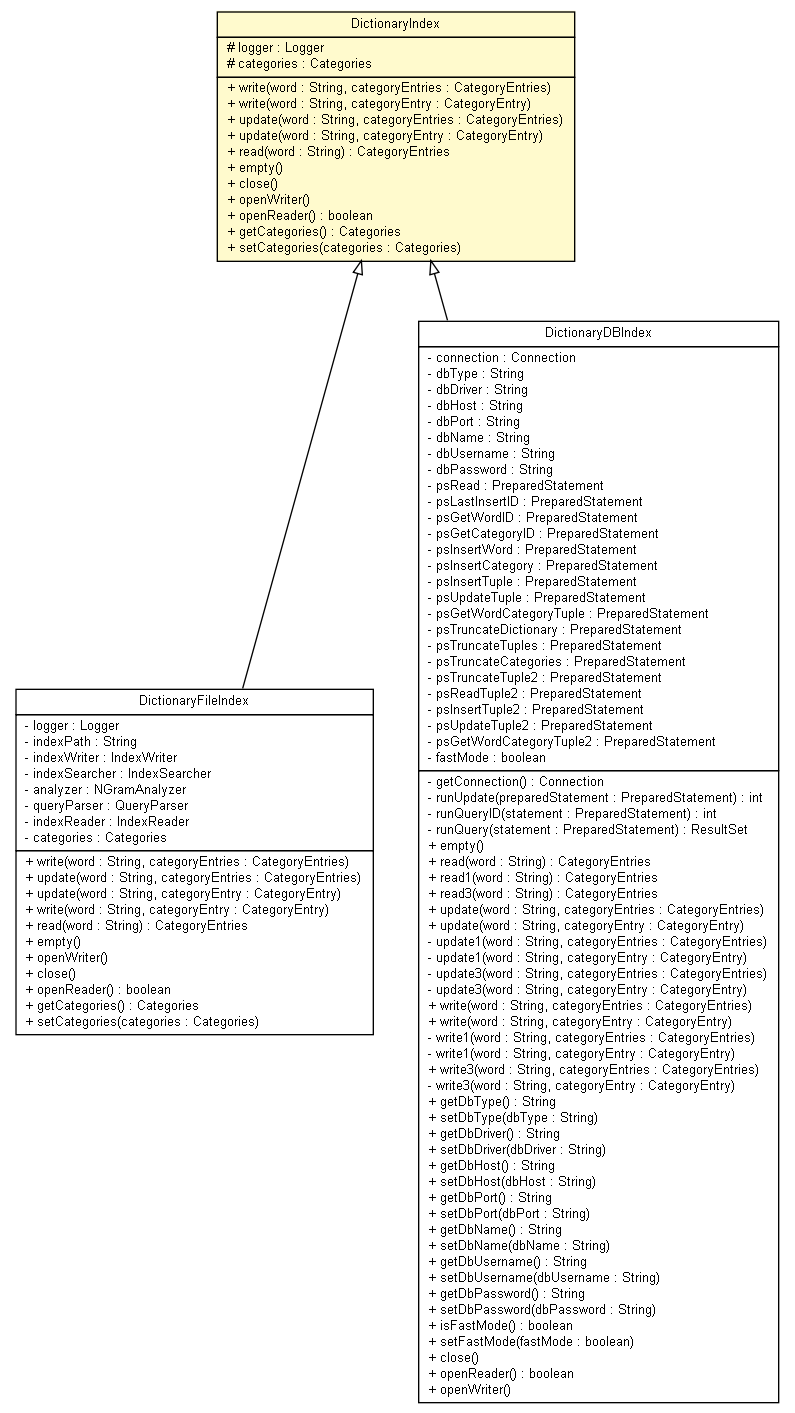 DictionaryIndex
# logger : Logger
# categories : Categories
+ write(word : String, categoryEntries : CategoryEntries)
+ write(word : String, categoryEntry : CategoryEntry)
+ update(word : String, categoryEntries : CategoryEntries)
+ update(word : String, categoryEntry : CategoryEntry)
+ read(word : String) : CategoryEntries
+ empty()
+ close()
+ openWriter()
+ openReader() : boolean
+ getCategories() : Categories
+ setCategories(categories : Categories)
DictionaryFileIndex
- logger : Logger
- indexPath : String
- indexWriter : IndexWriter
- indexSearcher : IndexSearcher
- analyzer : NGramAnalyzer
- queryParser : QueryParser
- indexReader : IndexReader
- categories : Categories
+ write(word : String, categoryEntries : CategoryEntries)
+ update(word : String, categoryEntries : CategoryEntries)
+ update(word : String, categoryEntry : CategoryEntry)
+ write(word : String, categoryEntry : CategoryEntry)
+ read(word : String) : CategoryEntries
+ empty()
+ openWriter()
+ close()
+ openReader() : boolean
+ getCategories() : Categories
+ setCategories(categories : Categories)
DictionaryDBIndex
- connection : Connection
- dbType : String
- dbDriver : String
- dbHost : String
- dbPort : String
- dbName : String
- dbUsername : String
- dbPassword : String
- psRead : PreparedStatement
- psLastInsertID : PreparedStatement
- psGetWordID : PreparedStatement
- psGetCategoryID : PreparedStatement
- psInsertWord : PreparedStatement
- psInsertCategory : PreparedStatement
- psInsertTuple : PreparedStatement
- psUpdateTuple : PreparedStatement
- psGetWordCategoryTuple : PreparedStatement
- psTruncateDictionary : PreparedStatement
- psTruncateTuples : PreparedStatement
- psTruncateCategories : PreparedStatement
- psTruncateTuple2 : PreparedStatement
- psReadTuple2 : PreparedStatement
- psInsertTuple2 : PreparedStatement
- psUpdateTuple2 : PreparedStatement
- psGetWordCategoryTuple2 : PreparedStatement
- fastMode : boolean
- getConnection() : Connection
- runUpdate(preparedStatement : PreparedStatement) : int
- runQueryID(statement : PreparedStatement) : int
- runQuery(statement : PreparedStatement) : ResultSet
+ empty()
+ read(word : String) : CategoryEntries
+ read1(word : String) : CategoryEntries
+ read3(word : String) : CategoryEntries
+ update(word : String, categoryEntries : CategoryEntries)
+ update(word : String, categoryEntry : CategoryEntry)
- update1(word : String, categoryEntries : CategoryEntries)
- update1(word : String, categoryEntry : CategoryEntry)
- update3(word : String, categoryEntries : CategoryEntries)
- update3(word : String, categoryEntry : CategoryEntry)
+ write(word : String, categoryEntries : CategoryEntries)
+ write(word : String, categoryEntry : CategoryEntry)
- write1(word : String, categoryEntries : CategoryEntries)
- write1(word : String, categoryEntry : CategoryEntry)
+ write3(word : String, categoryEntries : CategoryEntries)
- write3(word : String, categoryEntry : CategoryEntry)
+ getDbType() : String
+ setDbType(dbType : String)
+ getDbDriver() : String
+ setDbDriver(dbDriver : String)
+ getDbHost() : String
+ setDbHost(dbHost : String)
+ getDbPort() : String
+ setDbPort(dbPort : String)
+ getDbName() : String
+ setDbName(dbName : String)
+ getDbUsername() : String
+ setDbUsername(dbUsername : String)
+ getDbPassword() : String
+ setDbPassword(dbPassword : String)
+ isFastMode() : boolean
+ setFastMode(fastMode : boolean)
+ close()
+ openReader() : boolean
+ openWriter()